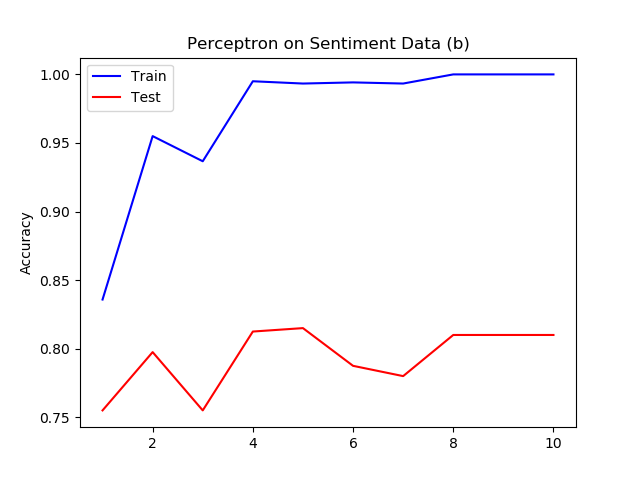 Perceptron on Sentiment Data (b)
Train
Test
Accuracy
1.00
0.95
0.90
0.85
0.80
0.75
2 4 6 8 10